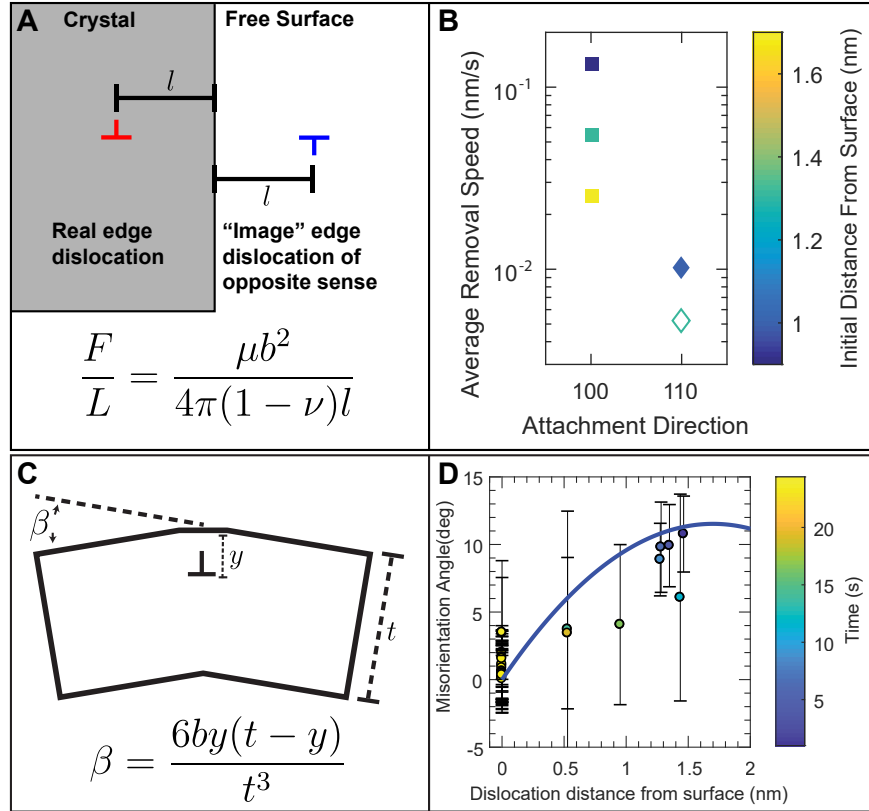 A
Crystal
Free Surface
l
l
Real edge
dislocation
“Image” edge
dislocation of
opposite sense
F/L = μb²/4π(1 − ν)l
B
Average Removal Speed (nm/s)
10⁻¹
10⁻²
100
110
Attachment Direction
1.6
1.4
1.2
1
Initial Distance From Surface (nm)
C
β
y
t
β = 6by(t − y)/t³
D
Misorientation Angle(deg)
15
10
5
0
-5
0
0.5
1
1.5
2
Dislocation distance from surface (nm)
20
15
10
5
Time (s)